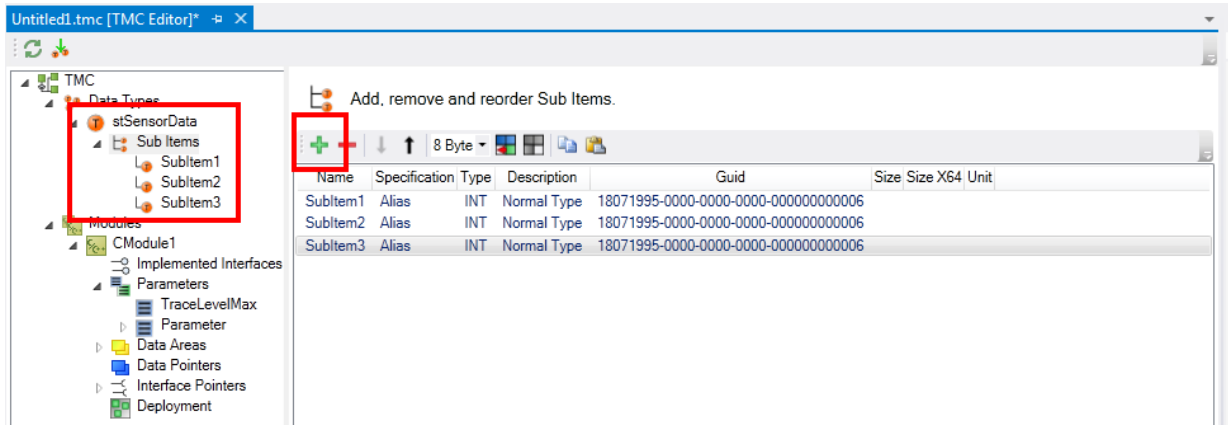 Untitled1.tmc [TMC Editor]*
TMC
Data Types
stSensorData
Sub Items
SubItem1
SubItem2
SubItem3
Modules
CModule1
Implemented Interfaces
Parameters
TraceLevelMax
Parameter
Data Areas
Data Pointers
Interface Pointers
Deployment
Add, remove and reorder Sub Items.
8 Byte
Name Specification Type Description Guid Size Size X64 Unit
SubItem1 Alias INT Normal Type 18071995-0000-0000-0000-000000000006
SubItem2 Alias INT Normal Type 18071995-0000-0000-0000-000000000006
SubItem3 Alias INT Normal Type 18071995-0000-0000-0000-000000000006